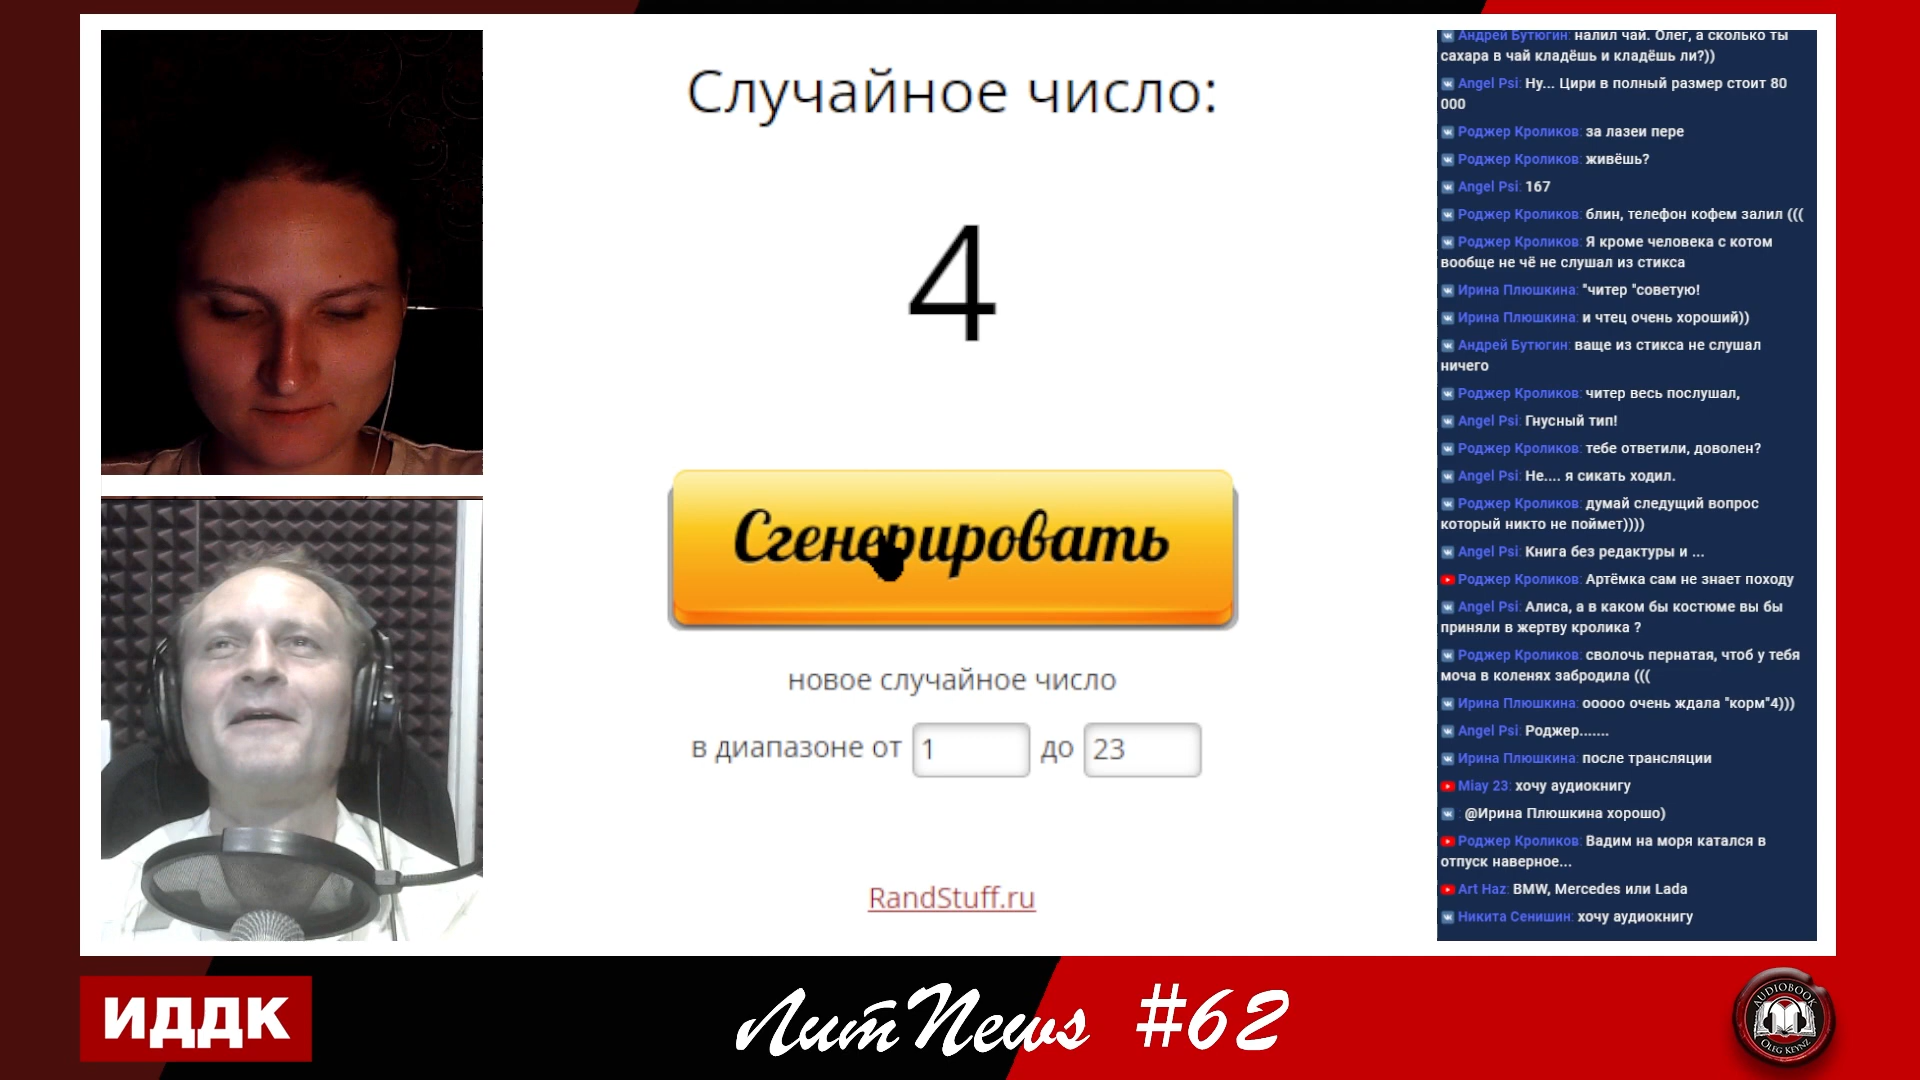 Случайное число:
4
Сгенерировать
новое случайное число
в диапазоне от 1 до 23
RandStuff.ru
Андрей Бутюгин: налил чай. Олег, а сколько ты
сахара в чай кладёшь и кладёшь ли?))
Angel Psi: Ну... Цири в полный размер стоит 80
000
Роджер Кроликов: за лазеи пере
Роджер Кроликов: живёшь?
Angel Psi: 167
Роджер Кроликов: блин, телефон кофем залил (((
Роджер Кроликов: Я кроме человека с котом
вообще не чё не слушал из стикса
Ирина Плюшкина: "читер "советую!
Ирина Плюшкина: и чтец очень хороший))
Андрей Бутюгин: ваще из стикса не слушал
ничего
Роджер Кроликов: читер весь послушал,
Angel Psi: Гнусный тип!
Роджер Кроликов: тебе ответили, доволен?
Angel Psi: Не.... я сикать ходил.
Роджер Кроликов: думай следущий вопрос
который никто не поймет))))
Angel Psi: Книга без редактуры и ...
Роджер Кроликов: Артёмка сам не знает походу
Angel Psi: Алиса, а в каком бы костюме вы бы
приняли в жертву кролика ?
Роджер Кроликов: сволочь пернатая, чтоб у тебя
моча в коленях забродила (((
Ирина Плюшкина: ооооо очень ждала "корм"4)))
Angel Psi: Роджер.......
Ирина Плюшкина: после трансляции
Miay 23: хочу аудиокнигу
: @Ирина Плюшкина хорошо)
Роджер Кроликов: Вадим на моря катался в
отпуск наверное...
Art Haz: BMW, Mercedes или Lada
Никита Сенишин: хочу аудиокнигу
ИДДК
ЛитNews #62
AUDIOBOOK
OLEG KEYNZ